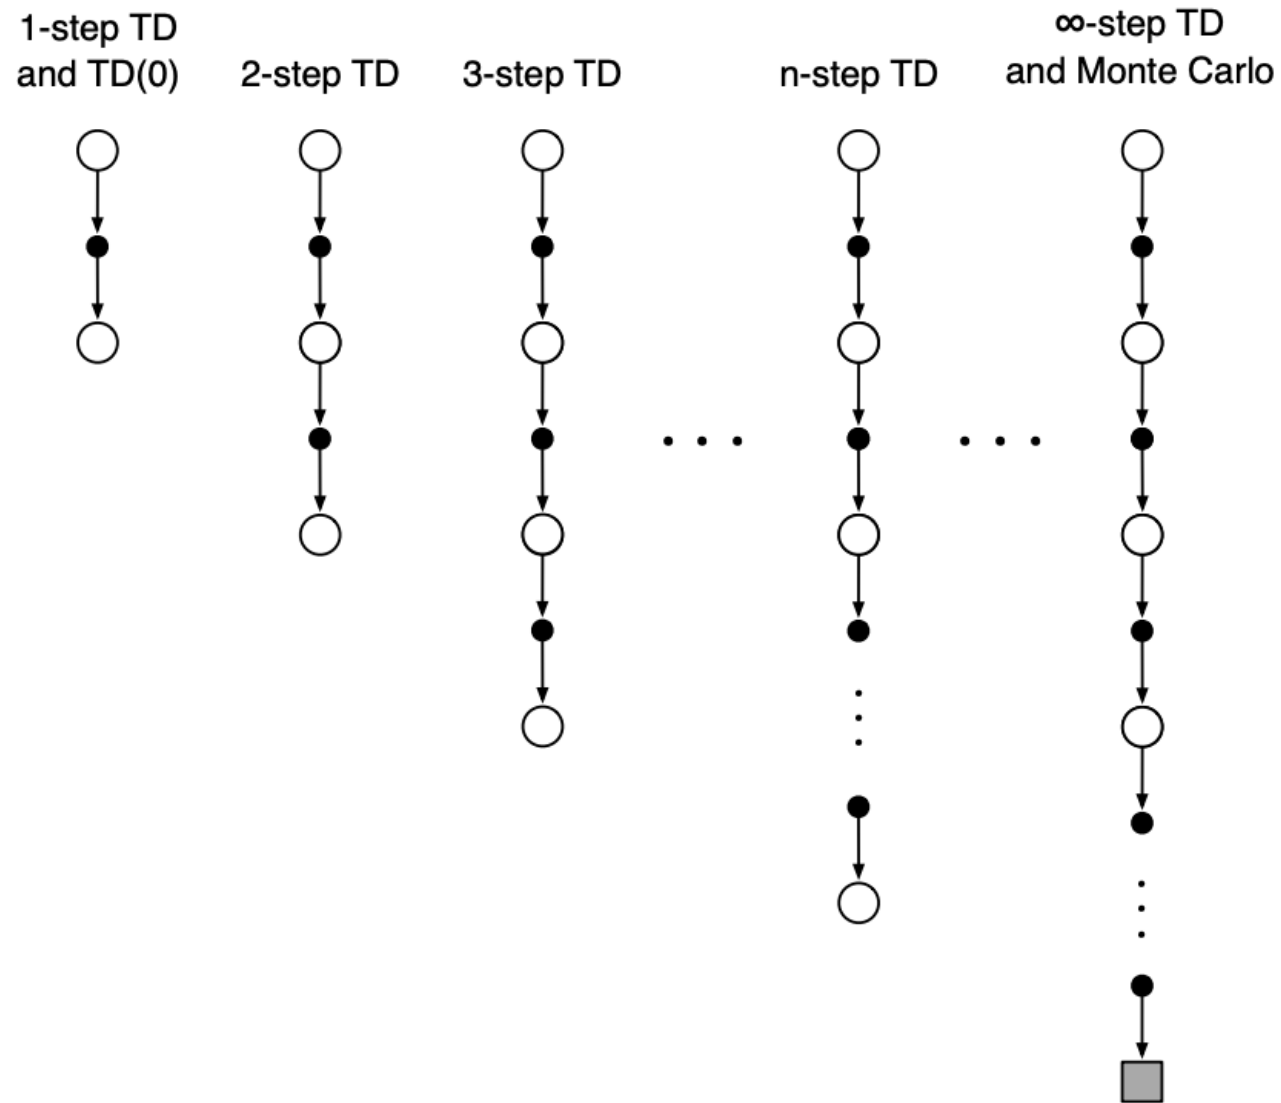 1-step TD
and TD(0)
2-step TD
3-step TD
n-step TD
∞-step TD
and Monte Carlo